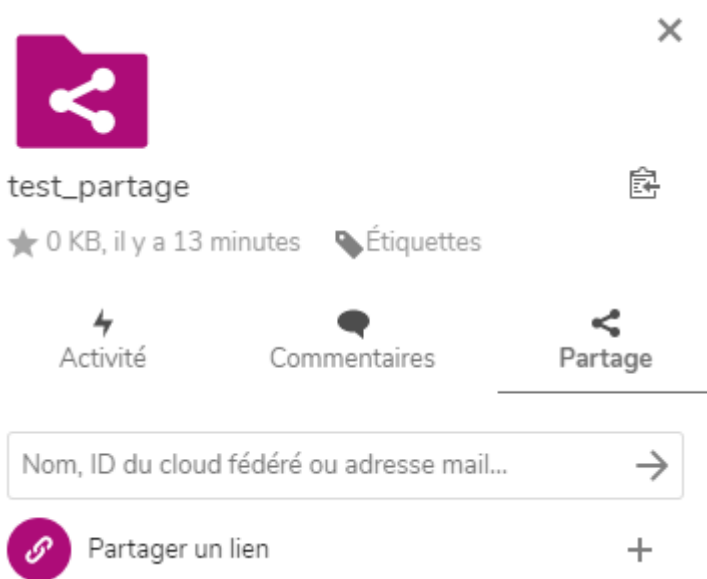 test_partage
0 KB, il y a 13 minutes Étiquettes
Activité Commentaires Partage
Nom, ID du cloud fédéré ou adresse mail...
Partager un lien